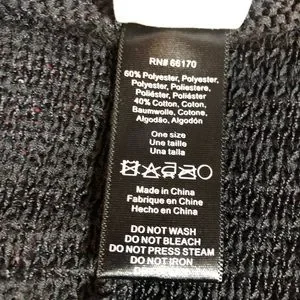 RN# 66170
60% Polyester, Polyester,
Polyester, Poliestere,
Poliéster, Poliéster
40% Cotton, Coton,
Baumwolle, Cotone,
Algodão, Algodón
One size
Une taille
Una talla
Made in China
Fabrique en Chine
Hecho en China
DO NOT WASH
DO NOT BLEACH
DO NOT PRESS STEAM
DO NOT IRON